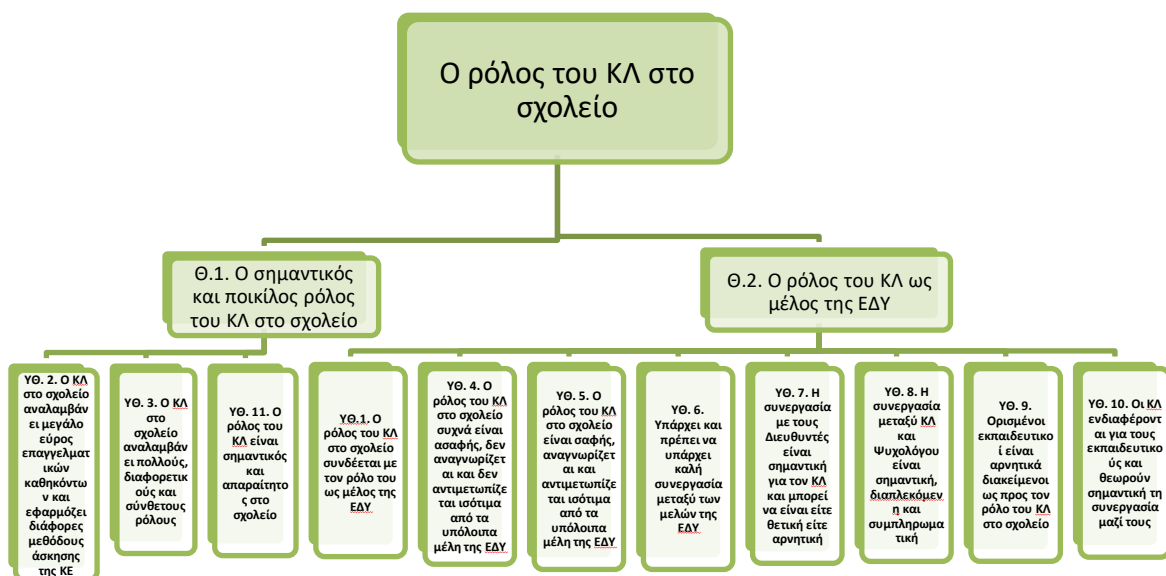 Ο ρόλος του ΚΛ στο
σχολείο
Θ.1. Ο σημαντικός
και ποικίλος ρόλος
του ΚΛ στο σχολείο
Θ.2. Ο ρόλος του ΚΛ ως
μέλος της ΕΔΥ
ΥΘ. 2. Ο ΚΛ
στο σχολείο
αναλαμβάν
ει μεγάλο
εύρος
επαγγελματ
ικών
καθηκόντω
ν και
εφαρμόζει
διάφορες
μεθόδους
άσκησης
της ΚΕ
ΥΘ. 3. Ο ΚΛ
στο
σχολείο
αναλαμβάν
ει πολλούς,
διαφορετικ
ούς και
σύνθετους
ρόλους
ΥΘ. 11. Ο
ρόλος του
ΚΛ είναι
σημαντικός
και
απαραίτητο
ς στο
σχολείο
ΥΘ.1. Ο
ρόλος του ΚΛ
στο σχολείο
συνδέεται με
τον ρόλο του
ως μέλος της
ΕΔΥ
ΥΘ. 4. Ο
ρόλος του ΚΛ
στο σχολείο
συχνά είναι
ασαφής, δεν
αναγνωρίζετ
αι και δεν
αντιμετωπίζε
ται ισότιμα
από τα
υπόλοιπα
μέλη της ΕΔΥ
ΥΘ. 5. Ο
ρόλος του ΚΛ
στο σχολείο
είναι σαφής,
αναγνωρίζετ
αι και
αντιμετωπίζε
ται ισότιμα
από τα
υπόλοιπα
μέλη της ΕΔΥ
ΥΘ. 6.
Υπάρχει και
πρέπει να
υπάρχει
καλή
συνεργασία
μεταξύ των
μελών της
ΕΔΥ
ΥΘ. 7. Η
συνεργασία
με τους
Διευθυντές
είναι
σημαντική
για τον ΚΛ
και μπορεί
να είναι είτε
θετική είτε
αρνητική
ΥΘ. 8. Η
συνεργασία
μεταξύ ΚΛ
και
Ψυχολόγου
είναι
σημαντική,
διαπλεκόμεν
η και
συμπληρωμα
τική
ΥΘ. 9.
Ορισμένοι
εκπαιδευτικο
ί είναι
αρνητικά
διακείμενοι
ως προς τον
ρόλο του ΚΛ
στο σχολείο
ΥΘ. 10. Οι ΚΛ
ενδιαφέροντ
αι για τους
εκπαιδευτικ
ούς και
θεωρούν
σημαντική τη
συνεργασία
μαζί τους